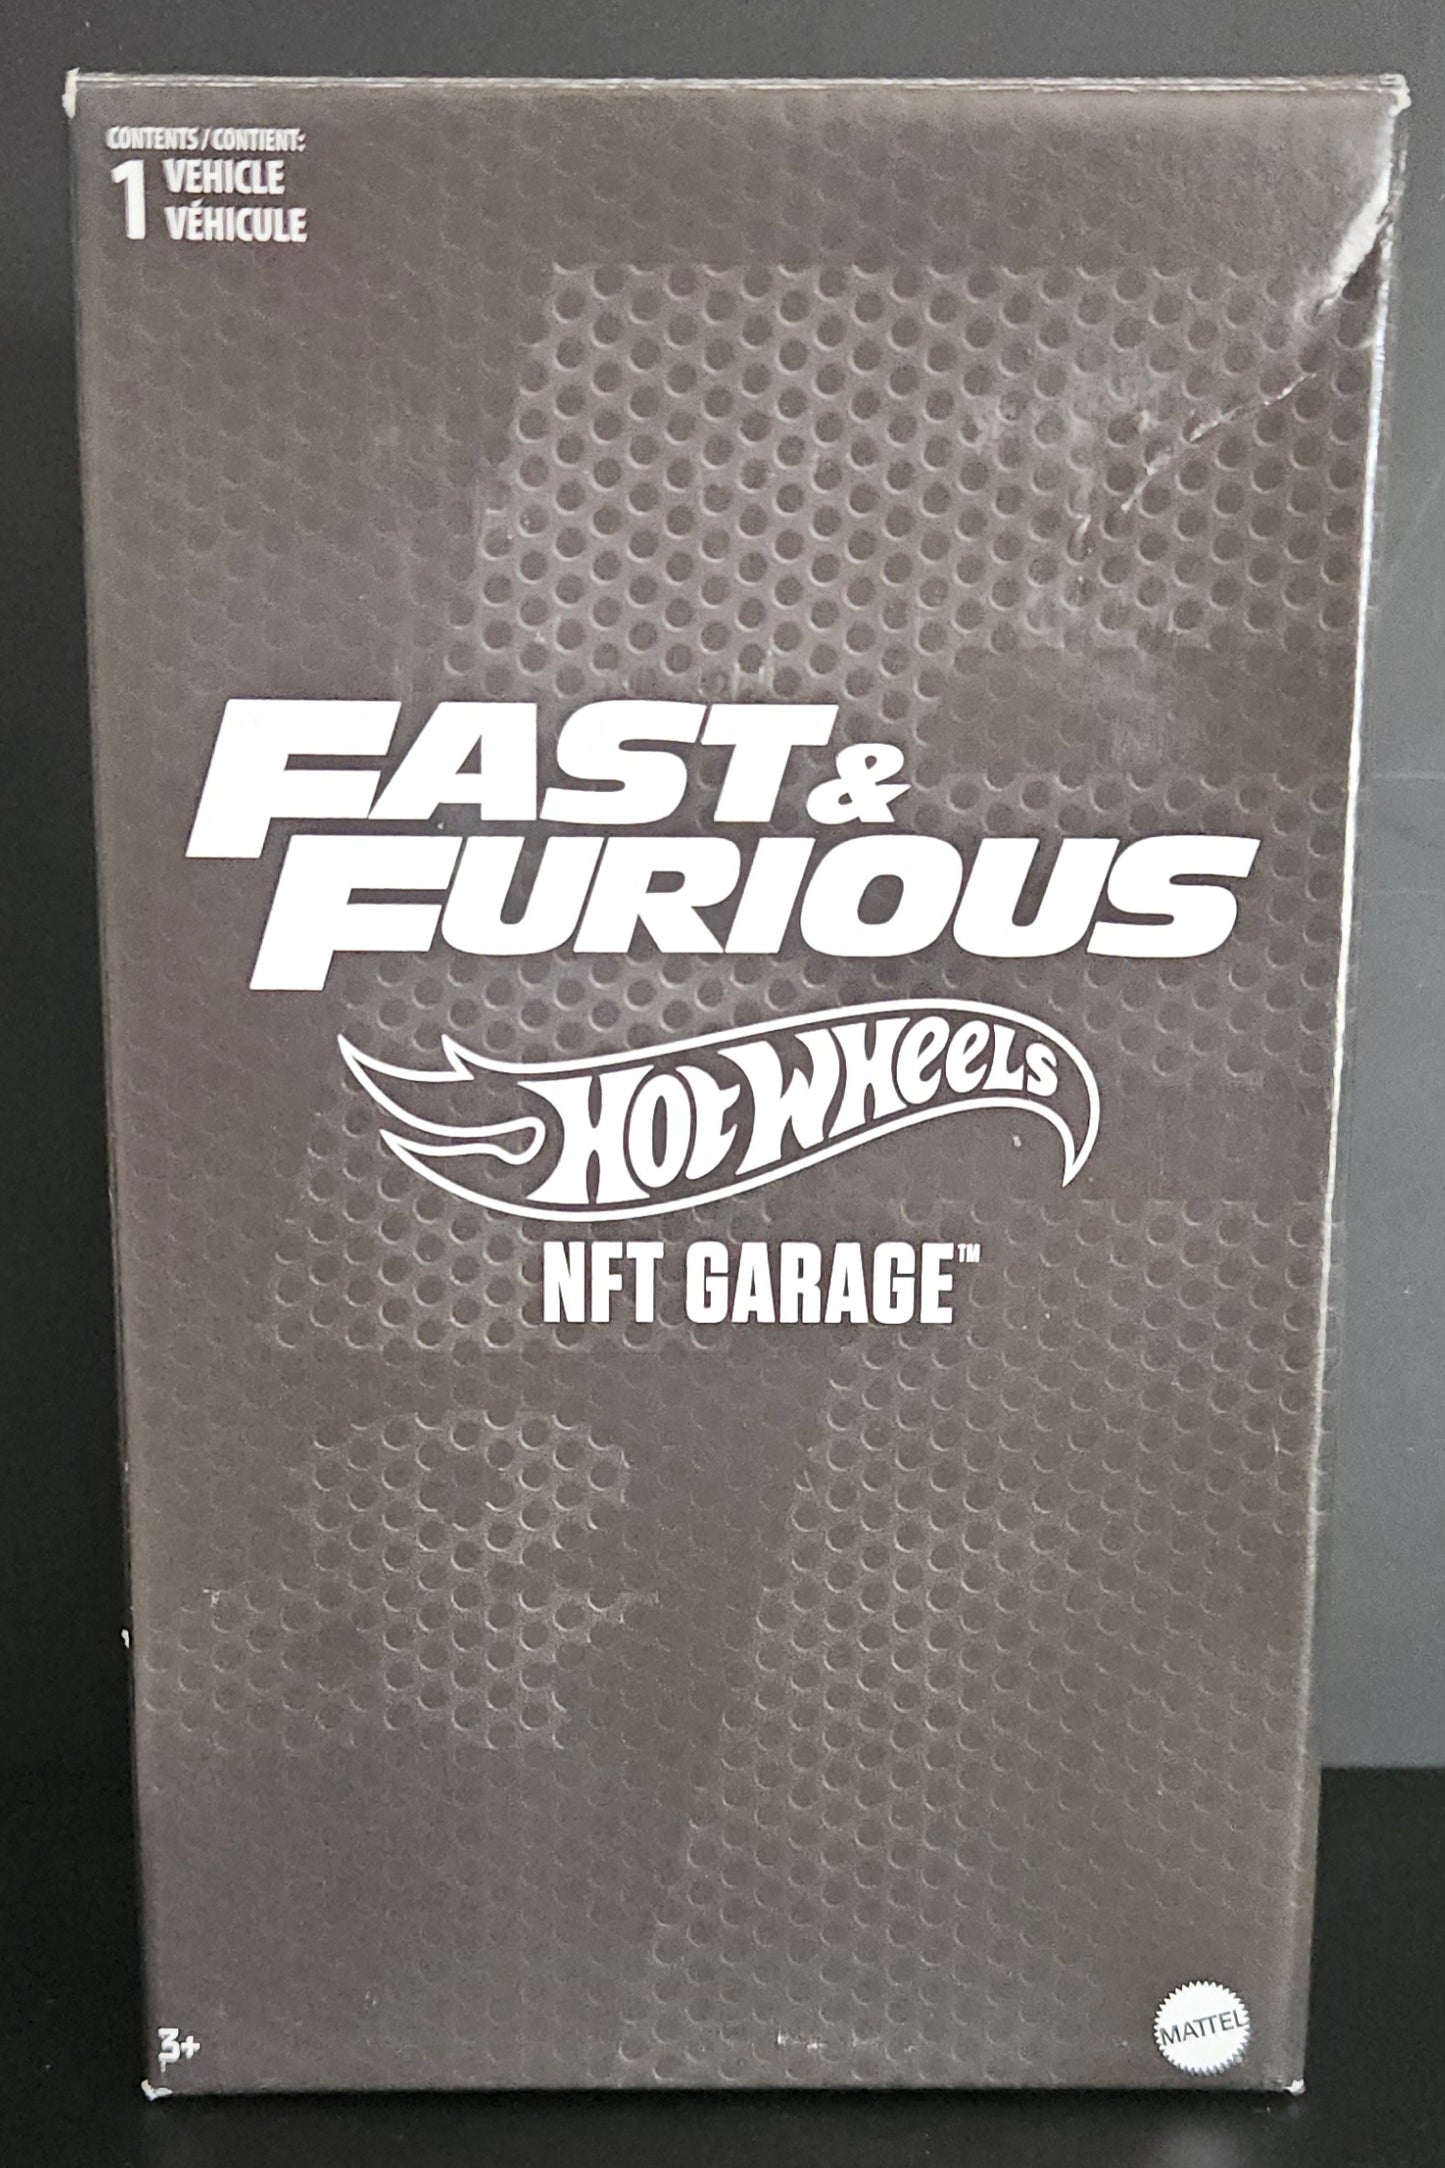 CONTENTS / CONTIENT:
1 VEHICLE
VÉHICULE
FAST &
FURIOUS
HOT WHEELS
NFT GARAGE™
3+
MATTEL